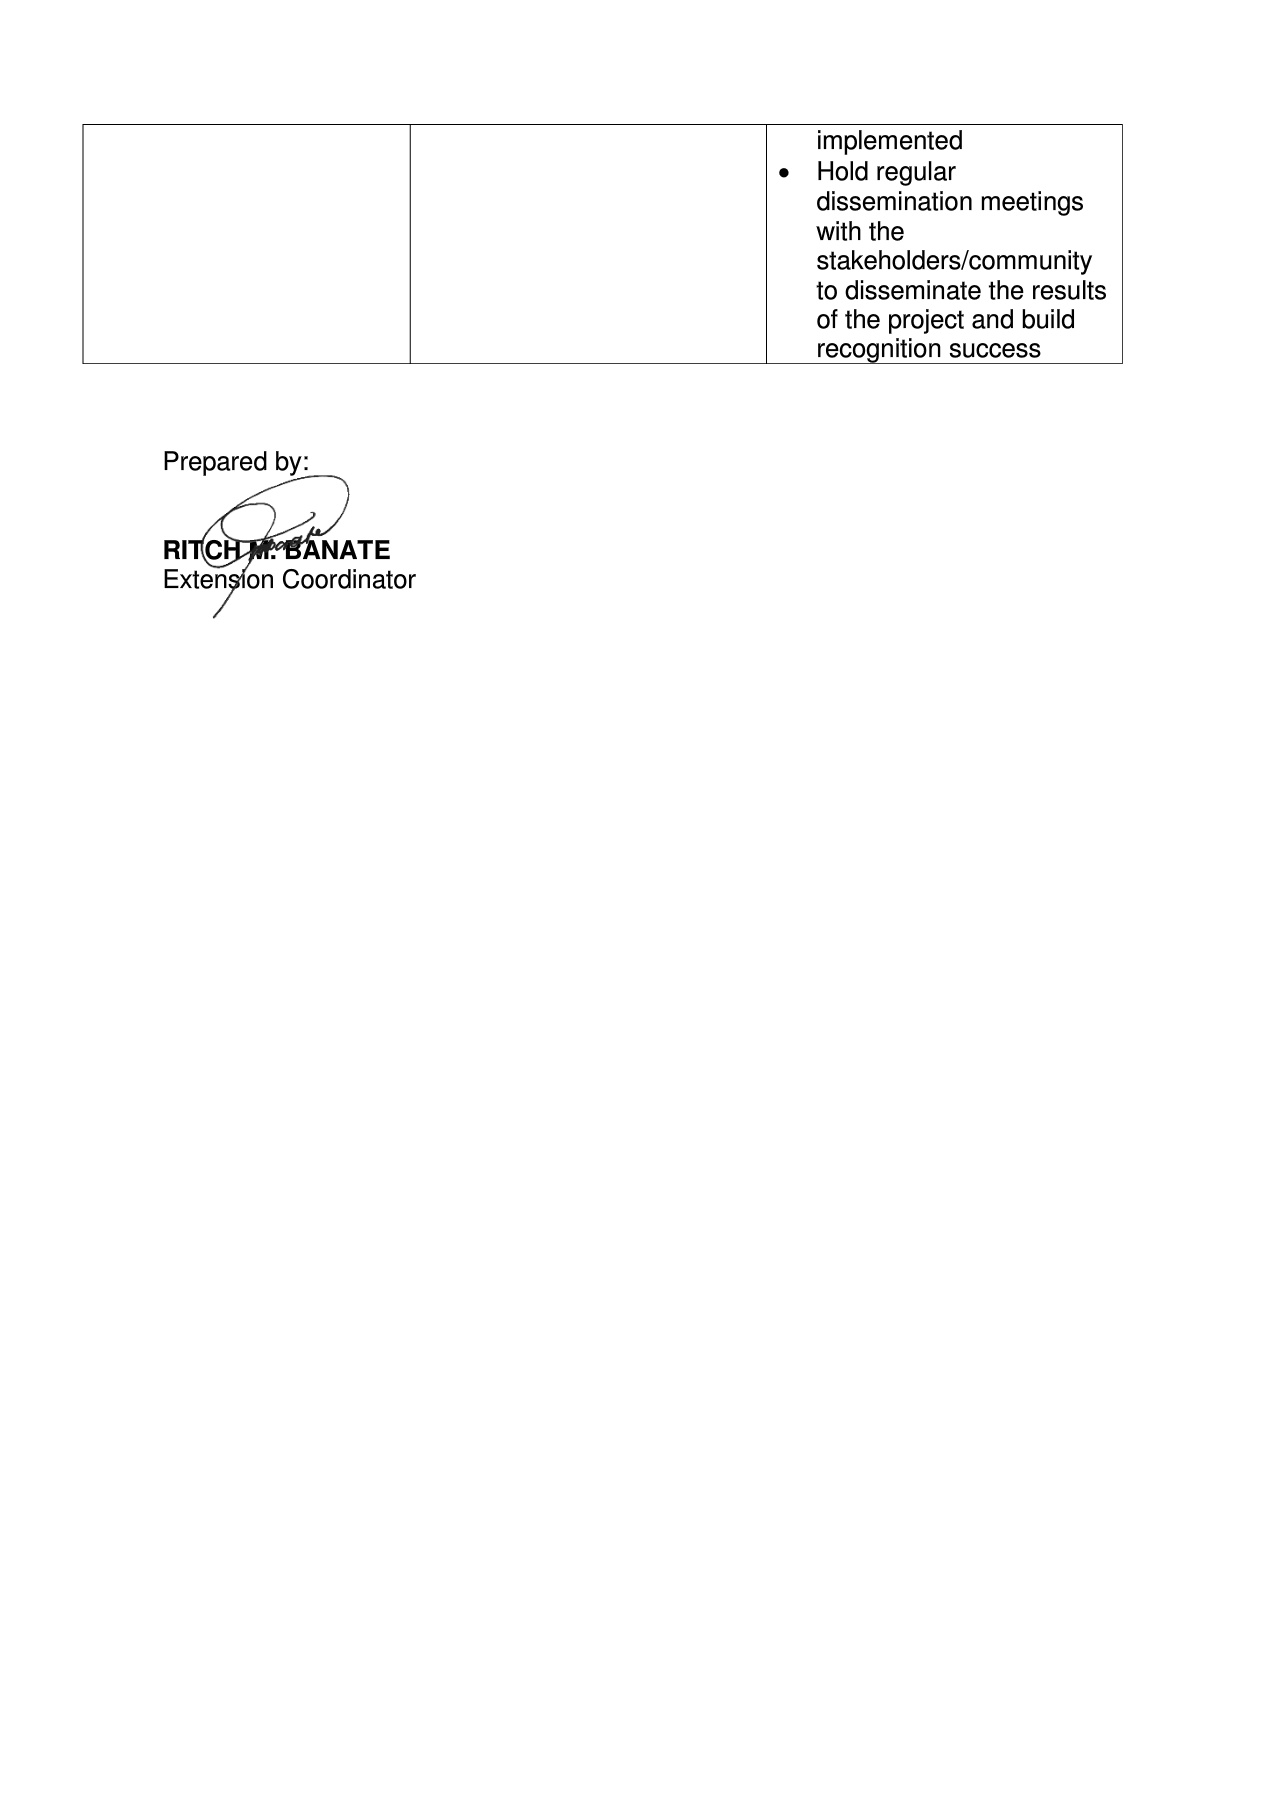 implemented
• Hold regular
dissemination meetings
with the
stakeholders/community
to disseminate the results
of the project and build
recognition success
Prepared by:
RITCH M. BANATE
Extension Coordinator